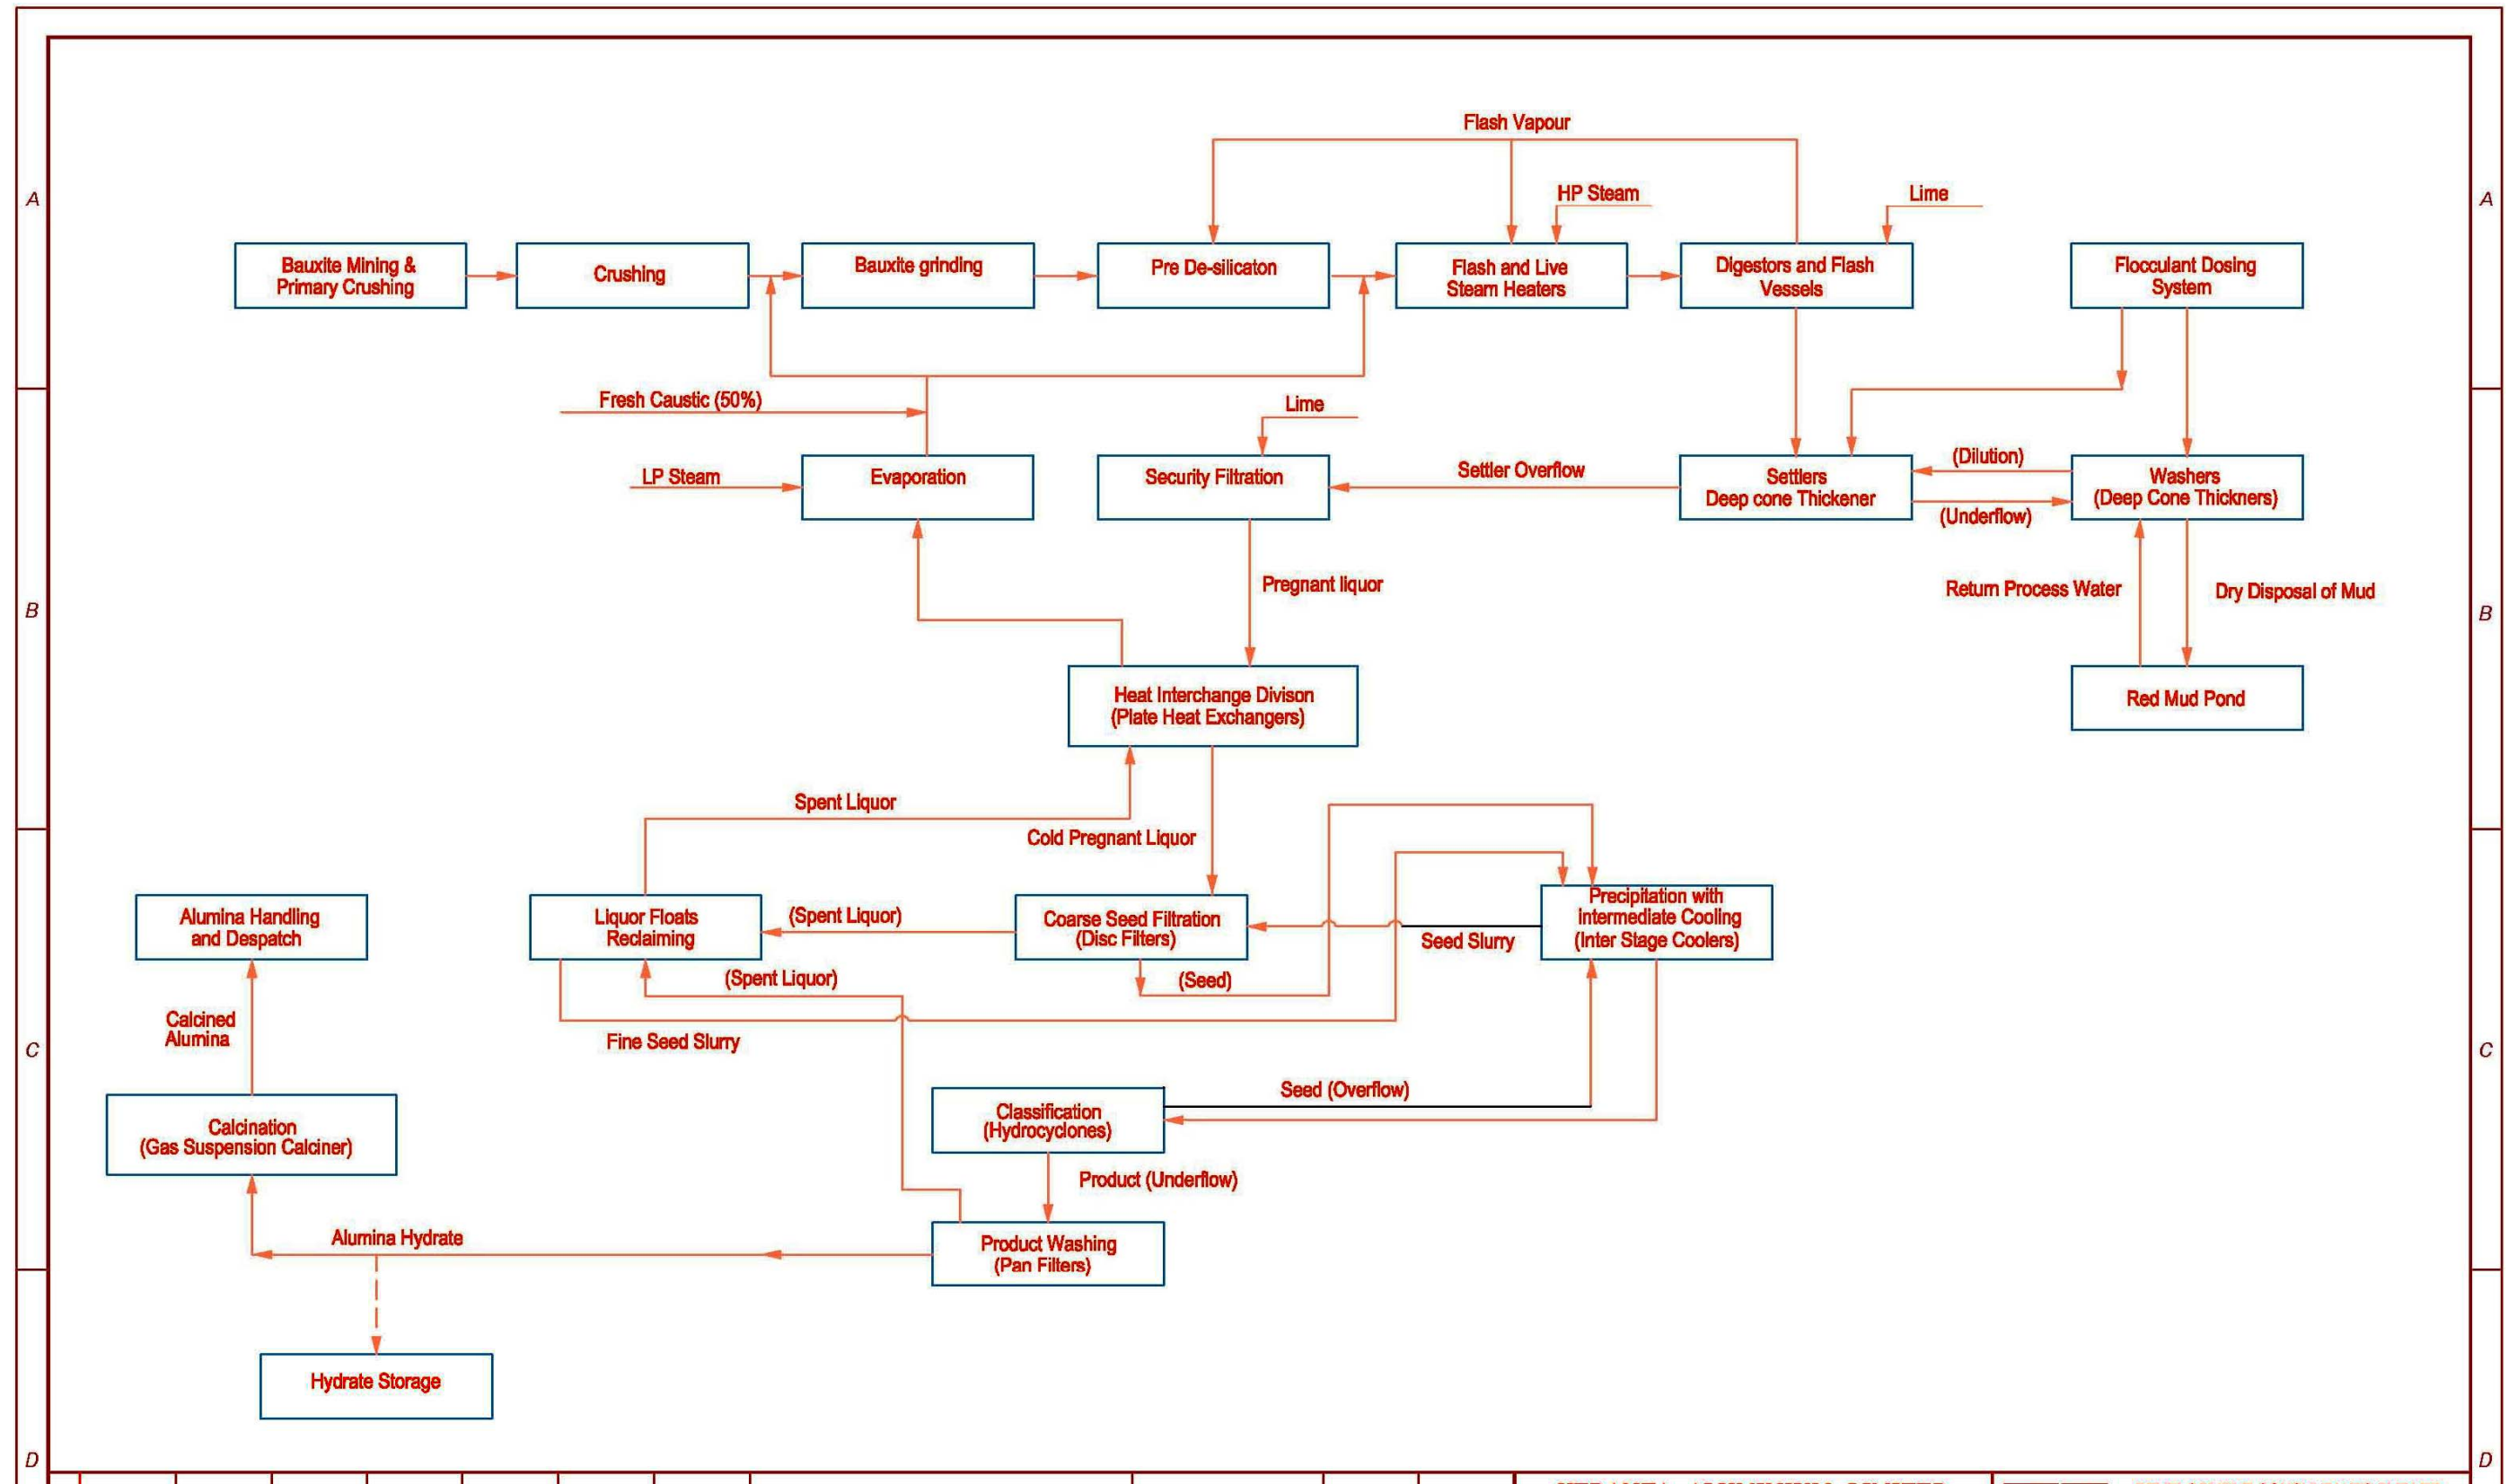 Flash Vapour
HP Steam
Lime
A
A
Bauxite Mining &
Primary Crushing
Crushing
Bauxite grinding
Pre De-silicaton
Flash and Live
Steam Heaters
Digestors and Flash
Vessels
Flocculant Dosing
System
Fresh Caustic (50%)
Lime
LP Steam
Evaporation
Security Filtration
Settler Overflow
Settlers
Deep cone Thickener
(Dilution)
(Underflow)
Washers
(Deep Cone Thickners)
B
B
Pregnant liquor
Return Process Water
Dry Disposal of Mud
Heat Interchange Divison
(Plate Heat Exchangers)
Red Mud Pond
Spent Liquor
Cold Pregnant Liquor
Alumina Handling
and Despatch
Liquor Floats
Reclaiming
(Spent Liquor)
Coarse Seed Filtration
(Disc Filters)
Seed Slurry
Precipitation with
intermediate Cooling
(Inter Stage Coolers)
(Spent Liquor)
(Seed)
Calcined
Alumina
Fine Seed Slurry
C
C
Calcination
(Gas Suspension Calciner)
Classification
(Hydrocyclones)
Seed (Overflow)
Product (Underflow)
Alumina Hydrate
Product Washing
(Pan Filters)
Hydrate Storage
D
D